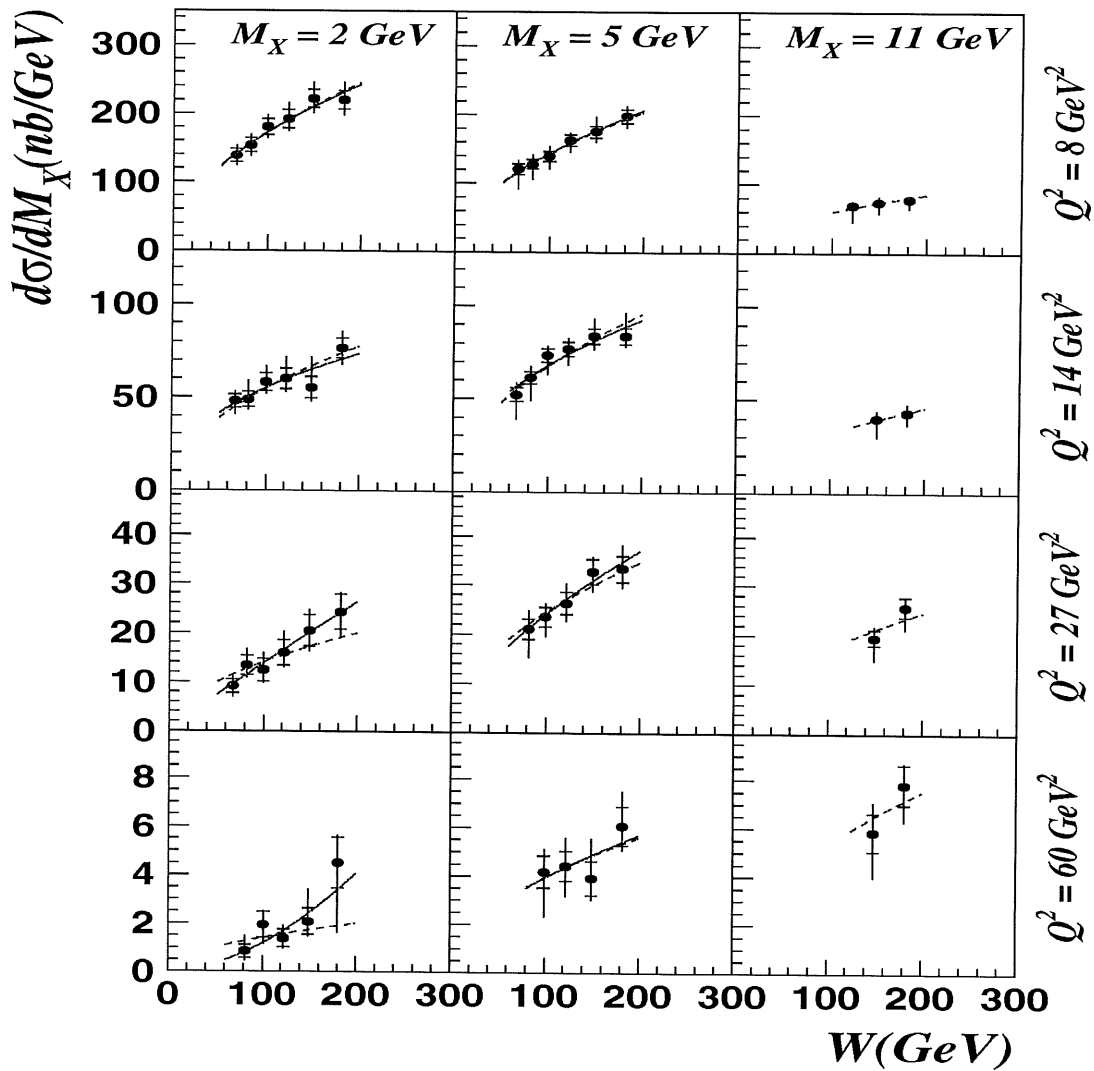 M_X = 2 GeV
M_X = 5 GeV
M_X = 11 GeV
dσ/dM_X(nb/GeV)
300
200
100
0
Q² = 8 GeV²
100
50
0
Q² = 14 GeV²
40
30
20
10
0
Q² = 27 GeV²
8
6
4
2
0
Q² = 60 GeV²
0 100 200 300 100 200 300 100 200 300
W(GeV)